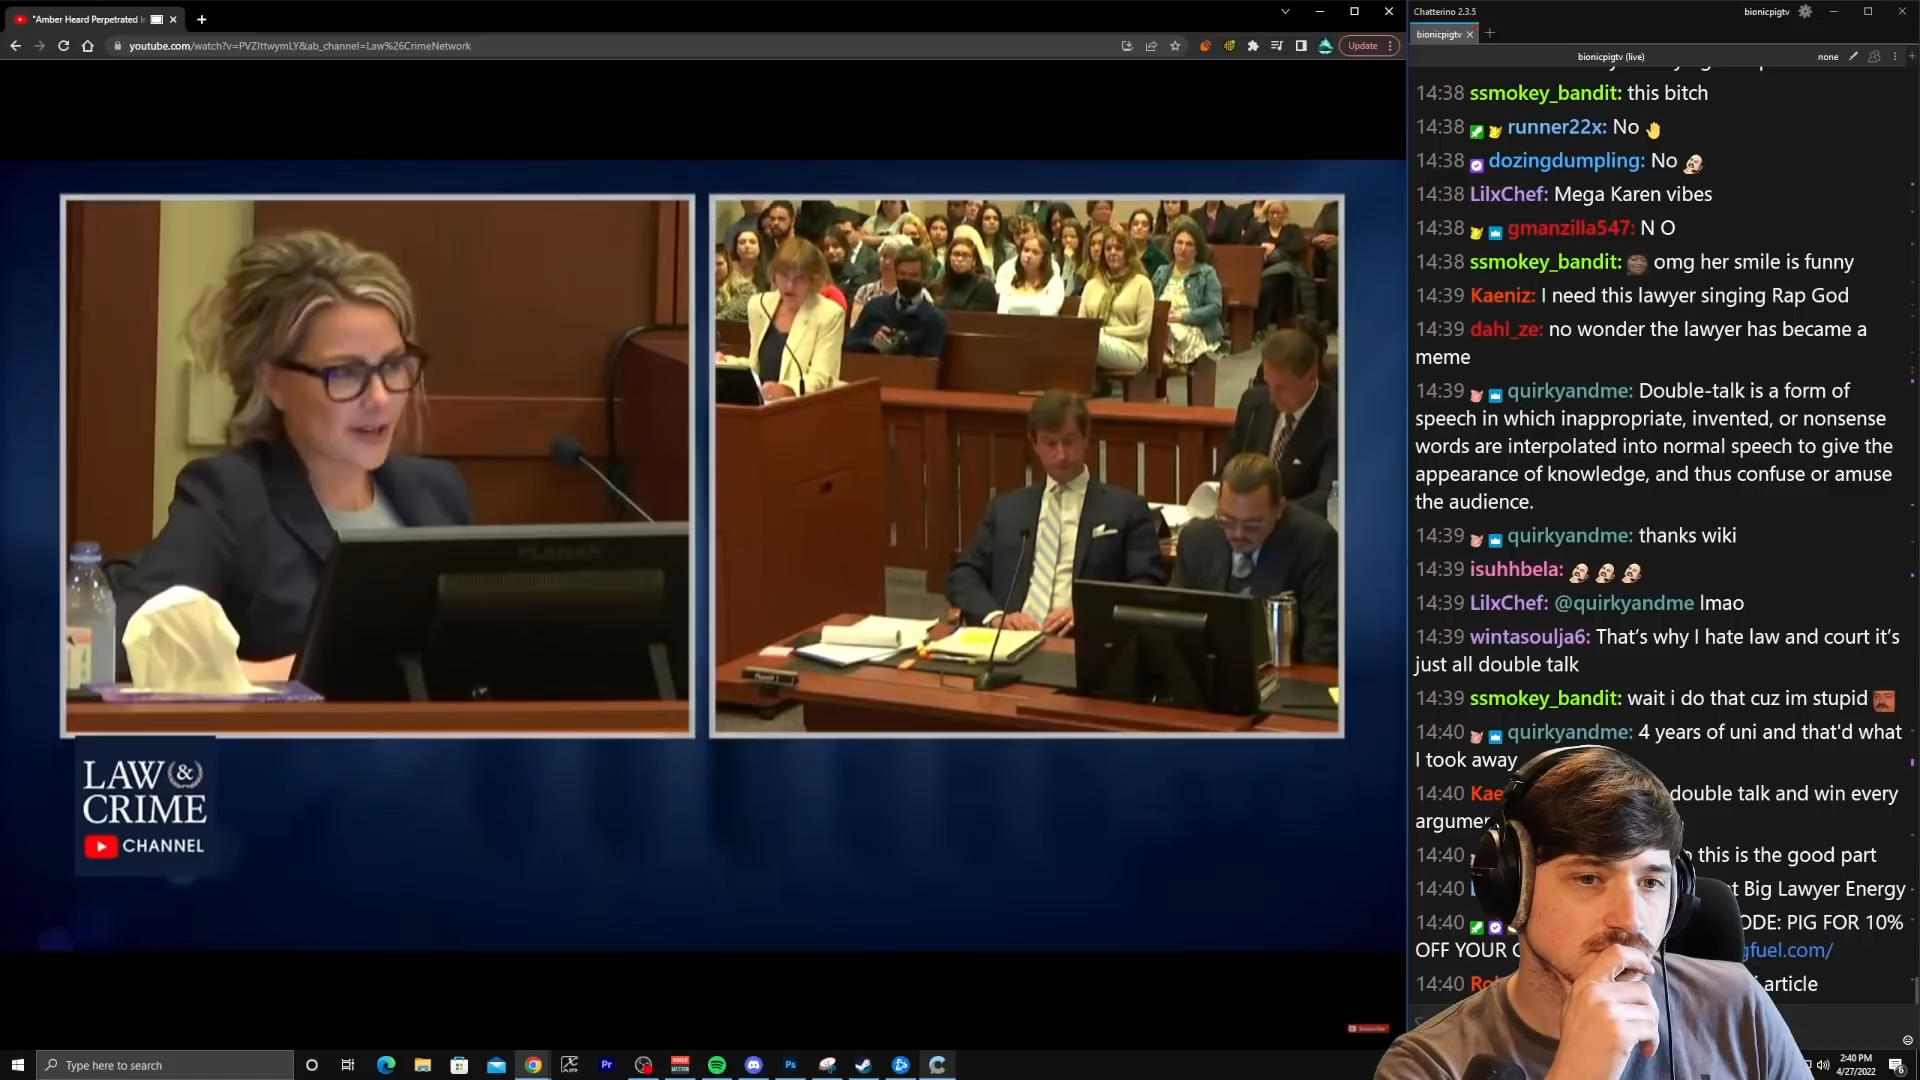 "Amber Heard Perpetrated
Chatterino 2.3.5
bionicpigtv
youtube.com/watch?v=PVZIttwymLY&ab_channel=Law%26CrimeNetwork
Update
bionicpigtv
bionicpigtv (live)
none
14:38 ssmokey_bandit: this bitch
14:38 runner22x: No
14:38 dozingdumpling: No
14:38 LilxChef: Mega Karen vibes
14:38 gmanzilla547: N O
14:38 ssmokey_bandit: omg her smile is funny
14:39 Kaeniz: I need this lawyer singing Rap God
14:39 dahl_ze: no wonder the lawyer has became a
meme
14:39 quirkyandme: Double-talk is a form of
speech in which inappropriate, invented, or nonsense
words are interpolated into normal speech to give the
appearance of knowledge, and thus confuse or amuse
the audience.
14:39 quirkyandme: thanks wiki
14:39 isuhhbela:
14:39 LilxChef: @quirkyandme lmao
14:39 wintasoulja6: That's why I hate law and court it's
just all double talk
14:39 ssmokey_bandit: wait i do that cuz im stupid
14:40 quirkyandme: 4 years of uni and that'd what
I took away
14:40 Kae double talk and win every
argumen
14:40 this is the good part
14:40 Big Lawyer Energy
14:40 ODE: PIG FOR 10%
OFF YOUR G gfuel.com/
14:40 Ro article
PLANAR
LAW &
CRIME
CHANNEL
Subscribe
Type here to search
2:40 PM
4/27/2022